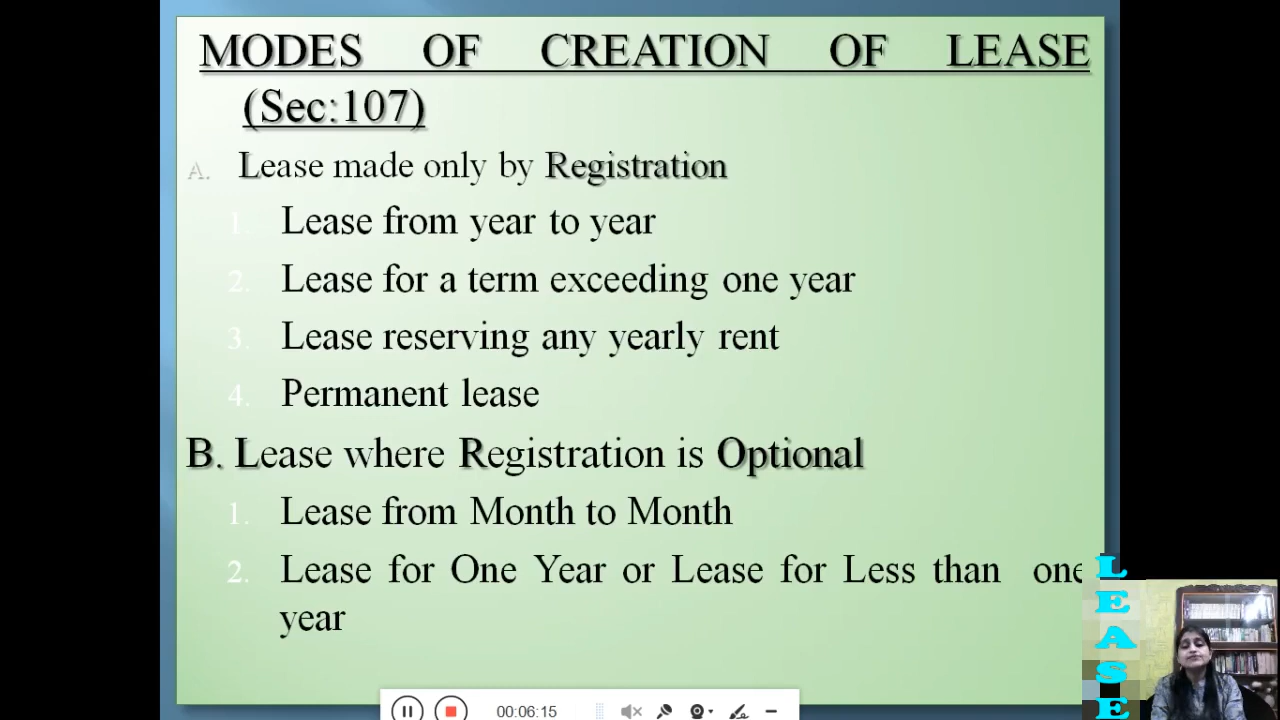 MODES OF CREATION OF LEASE
(Sec:107)
A. Lease made only by Registration
1. Lease from year to year
2. Lease for a term exceeding one year
3. Lease reserving any yearly rent
4. Permanent lease
B. Lease where Registration is Optional
1. Lease from Month to Month
2. Lease for One Year or Lease for Less than one
year
L
E
A
S
E
00:06:15